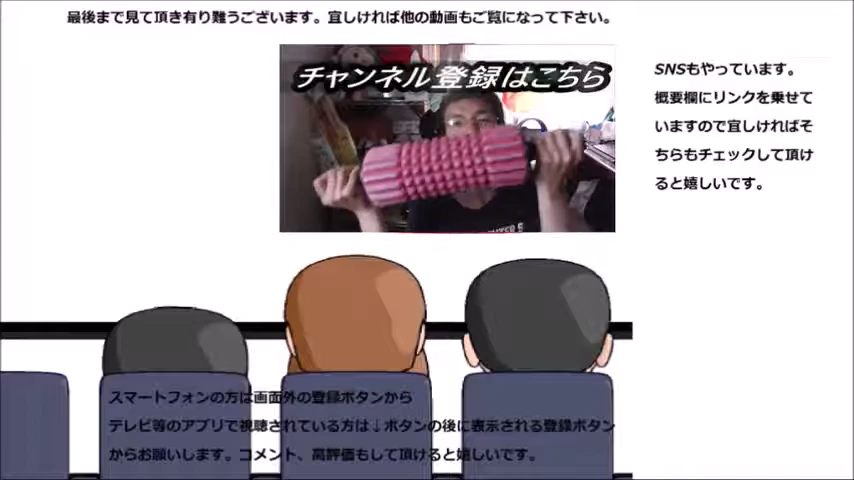 最後まで見て頂き有り難うございます。宜しければ他の動画もご覧になって下さい。
チャンネル登録はこちら
SNSもやっています。
概要欄にリンクを乗せて
いますので宜しければそ
ちらもチェックして頂け
ると嬉しいです。
スマートフォンの方は画面外の登録ボタンから
テレビ等のアプリで視聴されている方は↓ボタンの後に表示される登録ボタン
からお願いします。コメント、高評価もして頂けると嬉しいです。